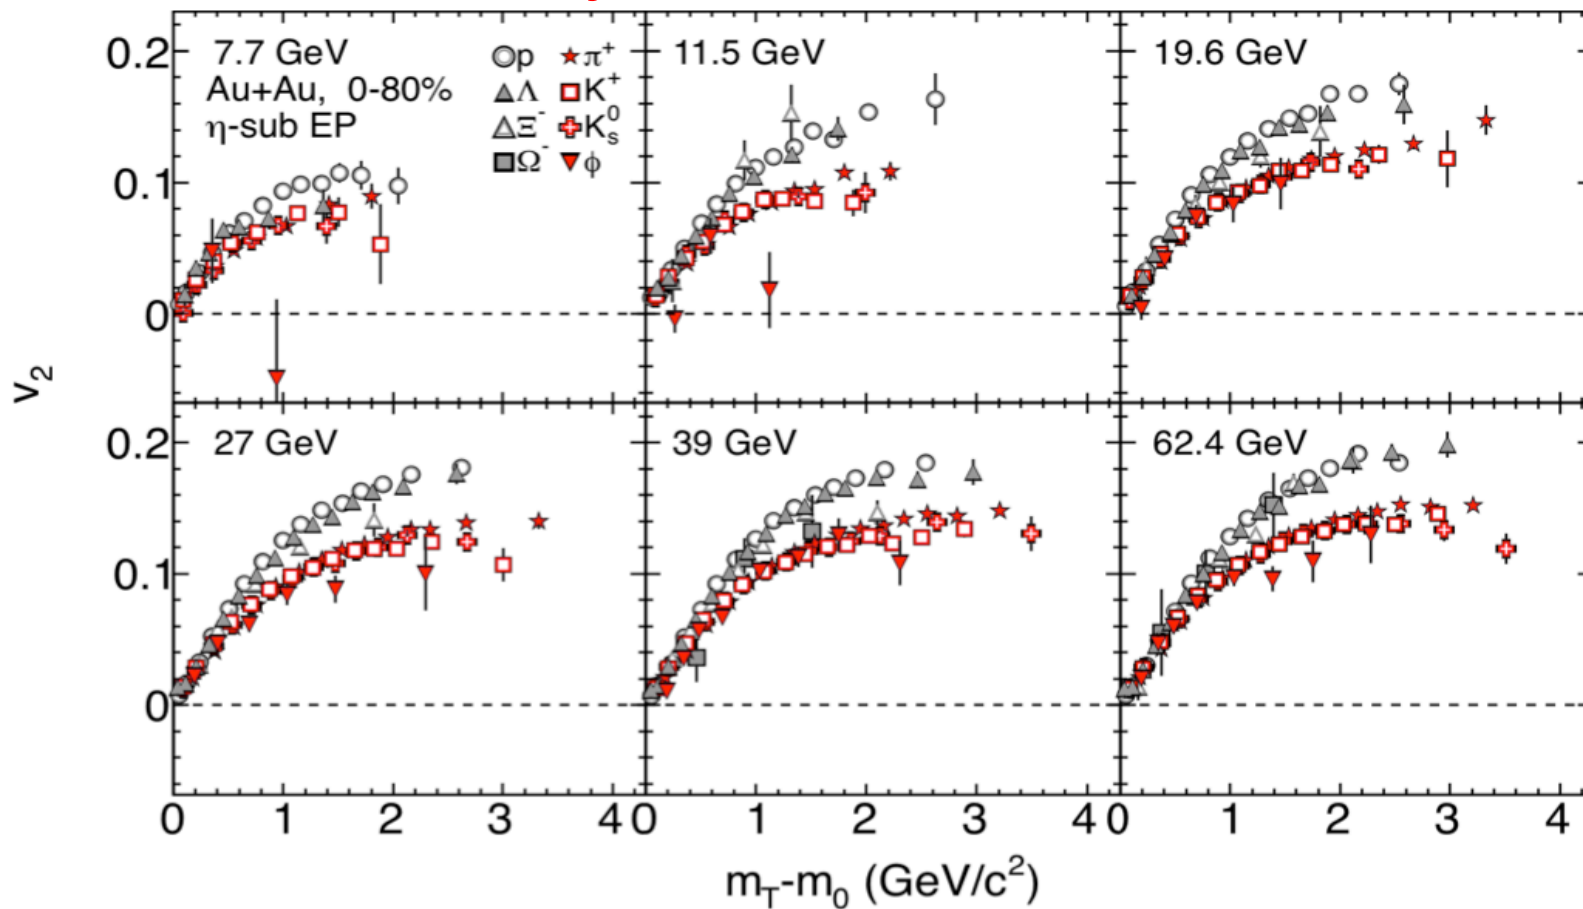 7.7 GeV
Au+Au, 0-80%
η-sub EP
p π⁺
Λ K⁺
Ξ⁻ K⁰ₛ
Ω⁻ ϕ
11.5 GeV
19.6 GeV
0.2
0.1
0
v₂
27 GeV
39 GeV
62.4 GeV
0.2
0.1
0
0 1 2 3 4 0 1 2 3 4 0 1 2 3 4
m_T-m₀ (GeV/c²)